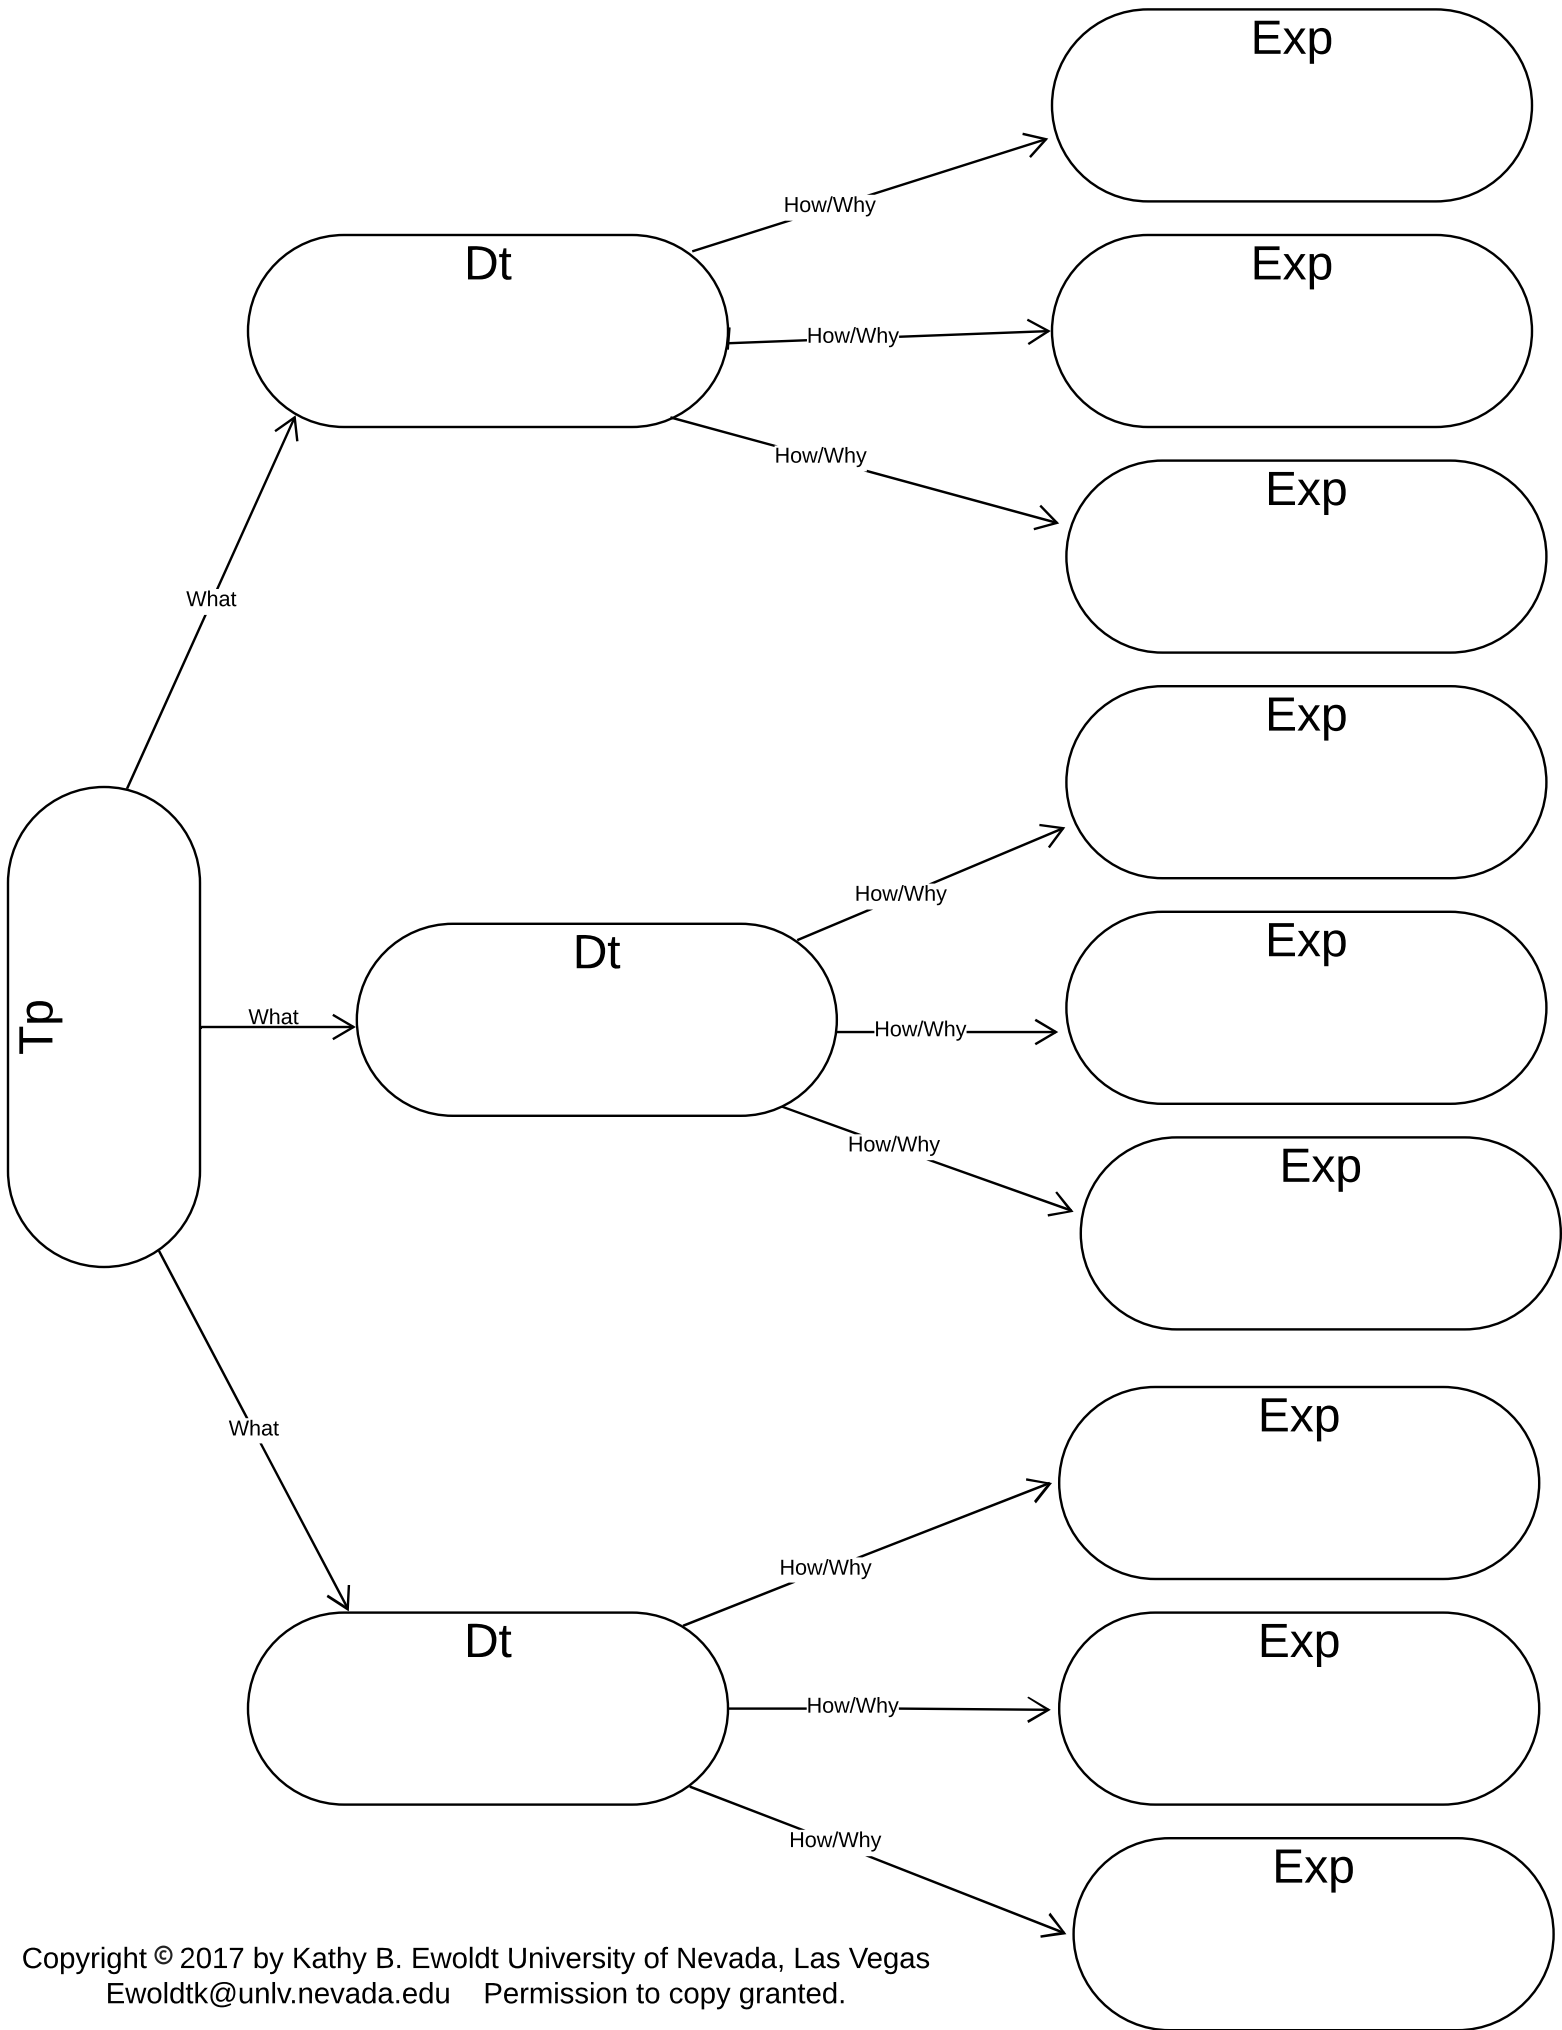 Exp
How/Why
Dt
Exp
How/Why
How/Why
Exp
What
Exp
How/Why
Dt
Exp
Tp
What
How/Why
How/Why
Exp
Exp
What
How/Why
Dt
Exp
How/Why
How/Why
Exp
Copyright © 2017 by Kathy B. Ewoldt University of Nevada, Las Vegas
Ewoldtk@unlv.nevada.edu    Permission to copy granted.